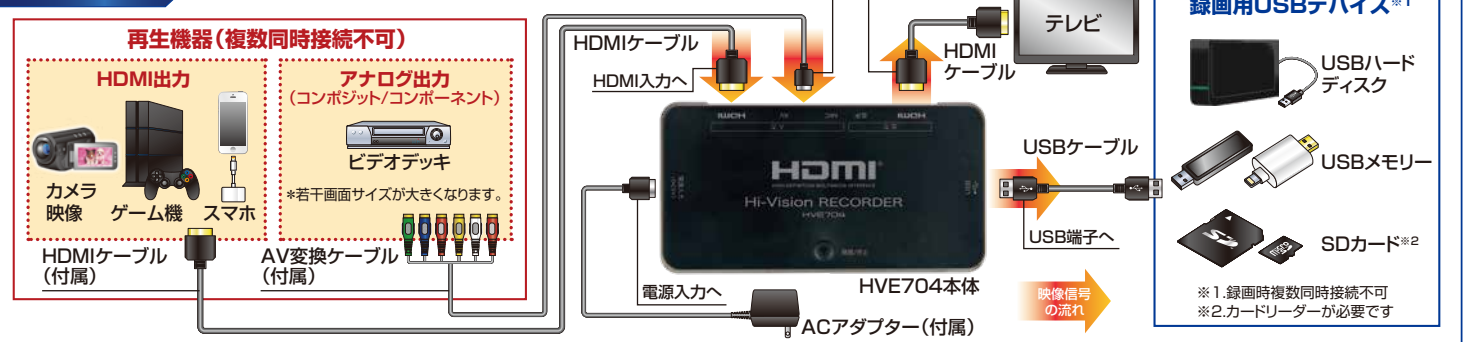 再生機器（複数同時接続不可）
HDMI出力
カメラ
映像
ゲーム機
スマホ
アナログ出力
（コンポジット/コンポーネント）
ビデオデッキ
*若干画面サイズが大きくなります。
HDMIケーブル
（付属）
AV変換ケーブル
（付属）
HDMIケーブル
HDMI入力へ
電源入力へ
ACアダプター（付属）
HDMI
Hi-Vision RECORDER
HVE704
HVE704本体
HDMI
ケーブル
テレビ
USBケーブル
USB端子へ
映像信号
の流れ
録画用USBデバイス※1
USBハード
ディスク
USBメモリー
SDカード※2
※1.録画時複数同時接続不可
※2.カードリーダーが必要です